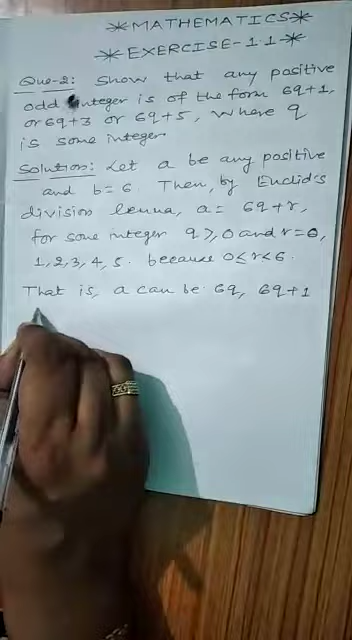 *MATHEMATICS*
*EXERCISE-1.1*
Que-2: Show that any positive
odd integer is of the form 6q+1,
or 6q+3 or 6q+5, where q
is some integer.
Solution: Let a be any positive
and b=6 Then, by Euclid's
division lemma, a = 6q+r,
for some integer q ≥ 0 and r=0,
1, 2, 3, 4, 5. because 0≤r<6.
That is, a can be 6q, 6q+1